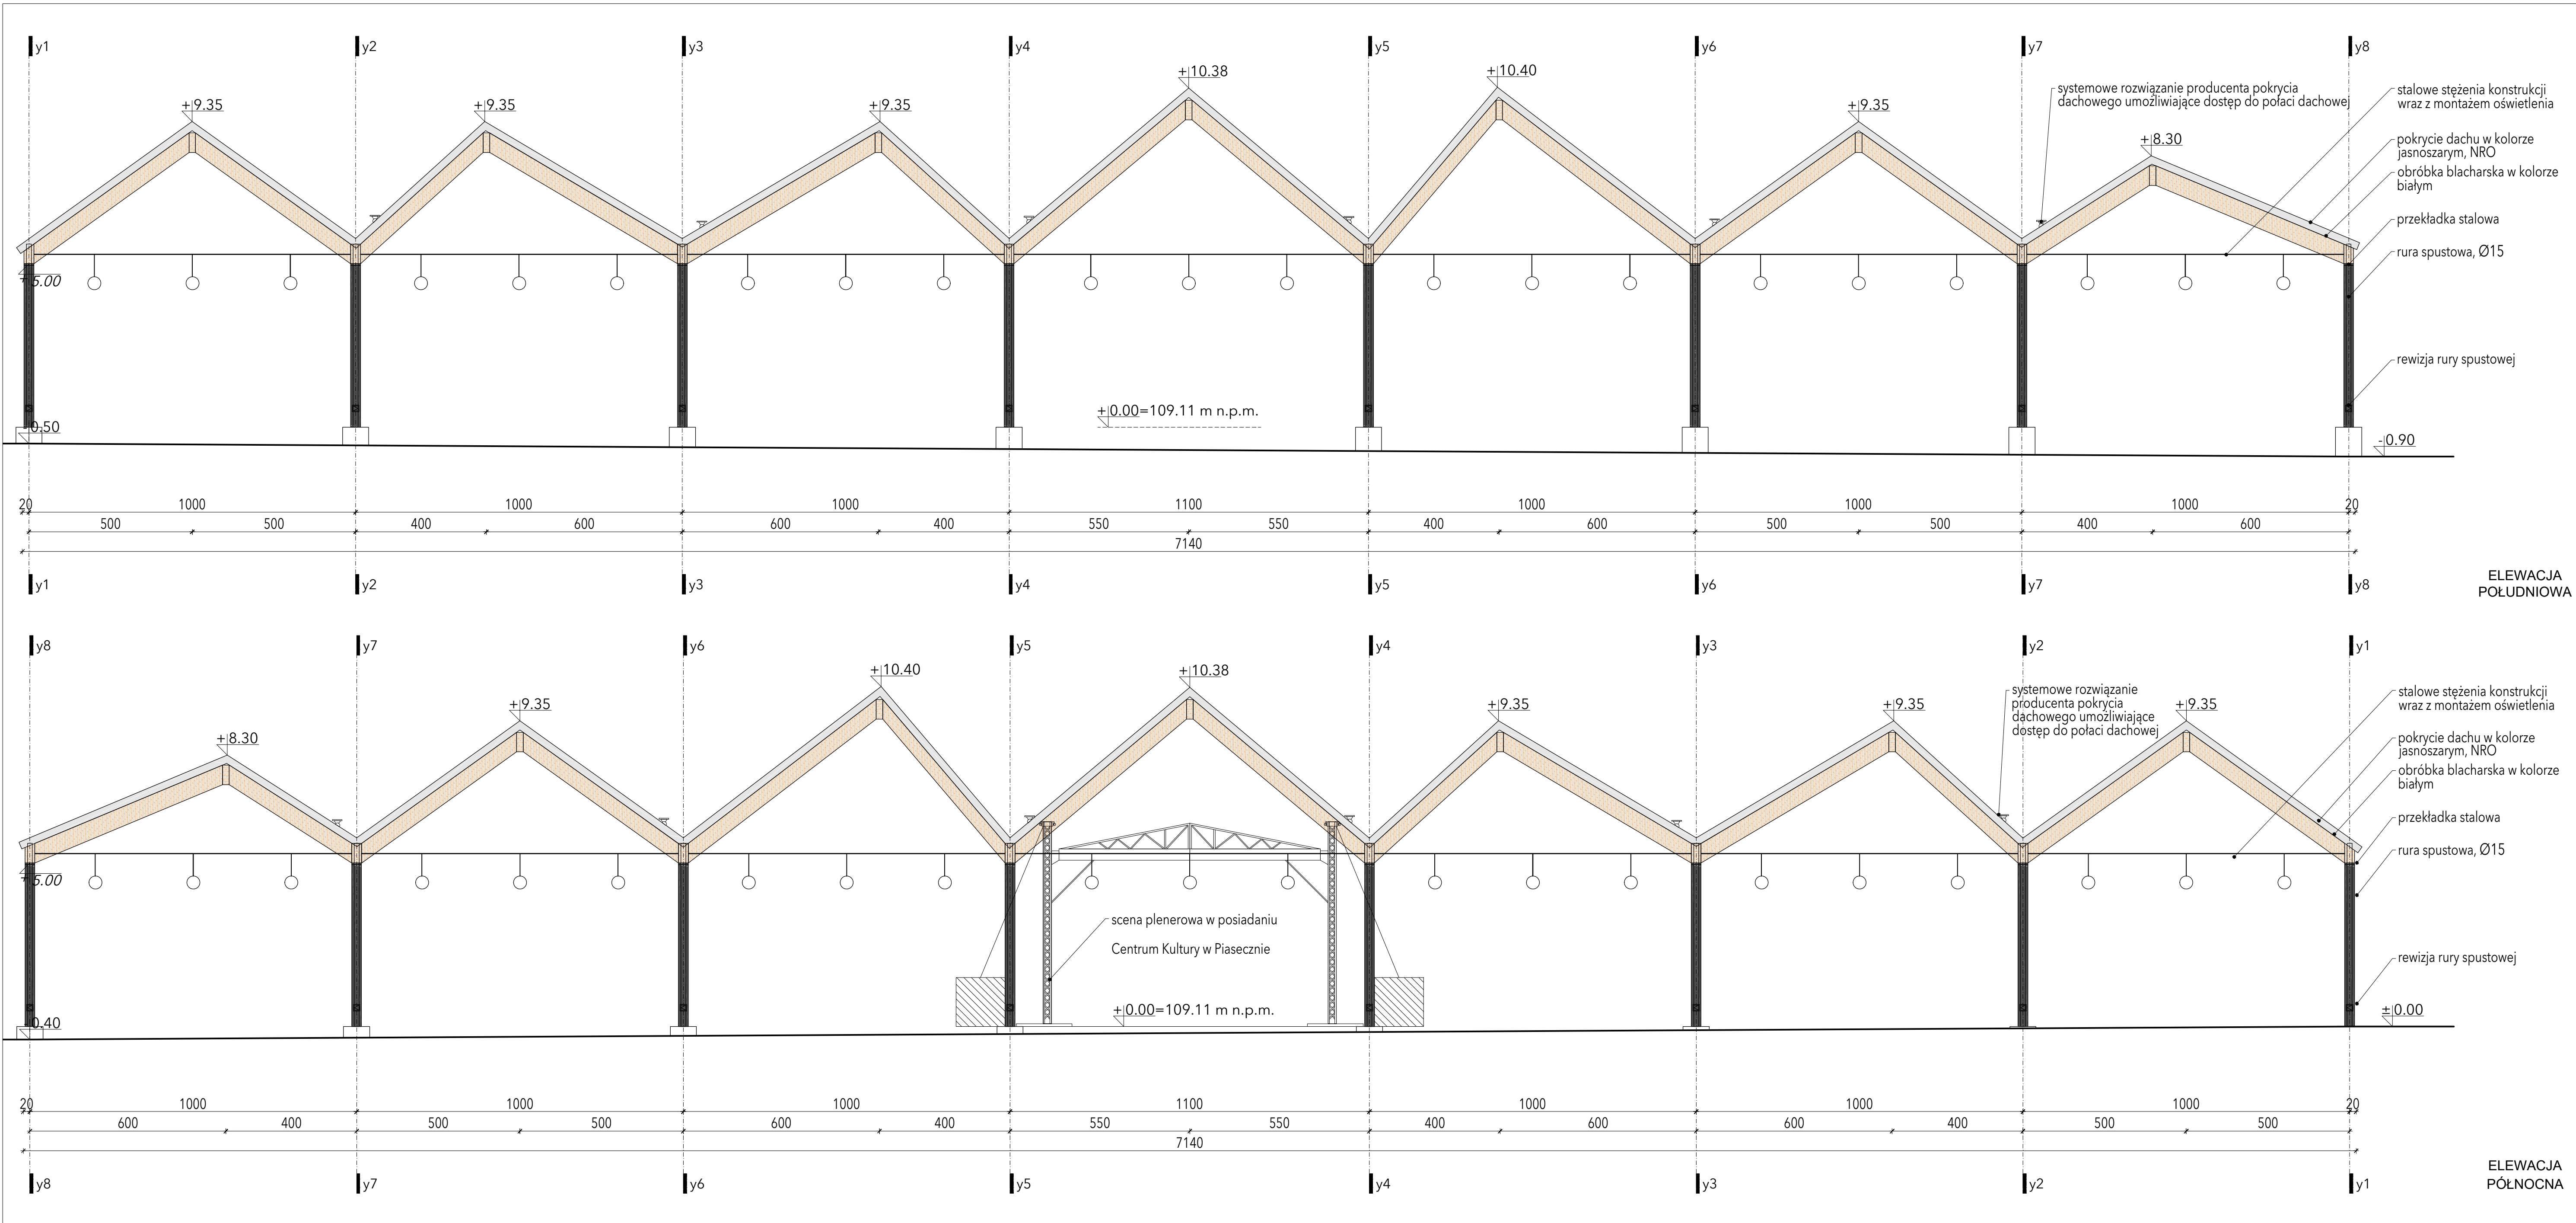 y1 y2 y3 y4 y5 y6 y7 y8
+9.35 +9.35 +9.35 +10.38 +10.40 +9.35 +8.30
systemowe rozwiązanie producenta pokrycia
dachowego umożliwiające dostęp do połaci dachowej
stalowe stężenia konstrukcji
wraz z montażem oświetlenia
pokrycie dachu w kolorze
jasnoszarym, NRO
obróbka blacharska w kolorze
białym
przekładka stalowa
rura spustowa, Ø15
rewizja rury spustowej
+5.00
+0.00=109.11 m n.p.m.
-0.50
-0.90
20 1000 1000 1000 1100 1000 1000 1000 20
500 500 400 600 600 400 550 550 400 600 500 500 400 600
7140
y1 y2 y3 y4 y5 y6 y7 y8
ELEWACJA
POŁUDNIOWA
y8 y7 y6 y5 y4 y3 y2 y1
+8.30 +9.35 +10.40 +10.38 +9.35 +9.35 +9.35
systemowe rozwiązanie
producenta pokrycia
dachowego umożliwiające
dostęp do połaci dachowej
stalowe stężenia konstrukcji
wraz z montażem oświetlenia
pokrycie dachu w kolorze
jasnoszarym, NRO
obróbka blacharska w kolorze
białym
przekładka stalowa
rura spustowa, Ø15
rewizja rury spustowej
+5.00
scena plenerowa w posiadaniu
Centrum Kultury w Piasecznie
+0.00=109.11 m n.p.m.
-0.40
±0.00
20 1000 1000 1000 1100 1000 1000 1000 20
600 400 500 500 600 400 550 550 400 600 600 400 500 500
7140
y8 y7 y6 y5 y4 y3 y2 y1
ELEWACJA
PÓŁNOCNA